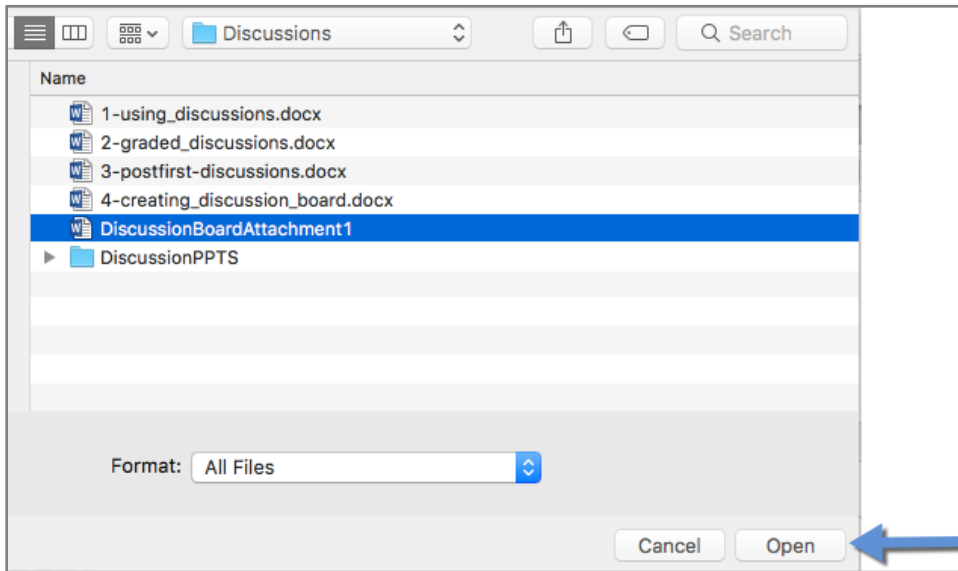 Discussions
Search
Name
1-using_discussions.docx
2-graded_discussions.docx
3-postfirst-discussions.docx
4-creating_discussion_board.docx
DiscussionBoardAttachment1
DiscussionPPTS
Format: All Files
Cancel Open